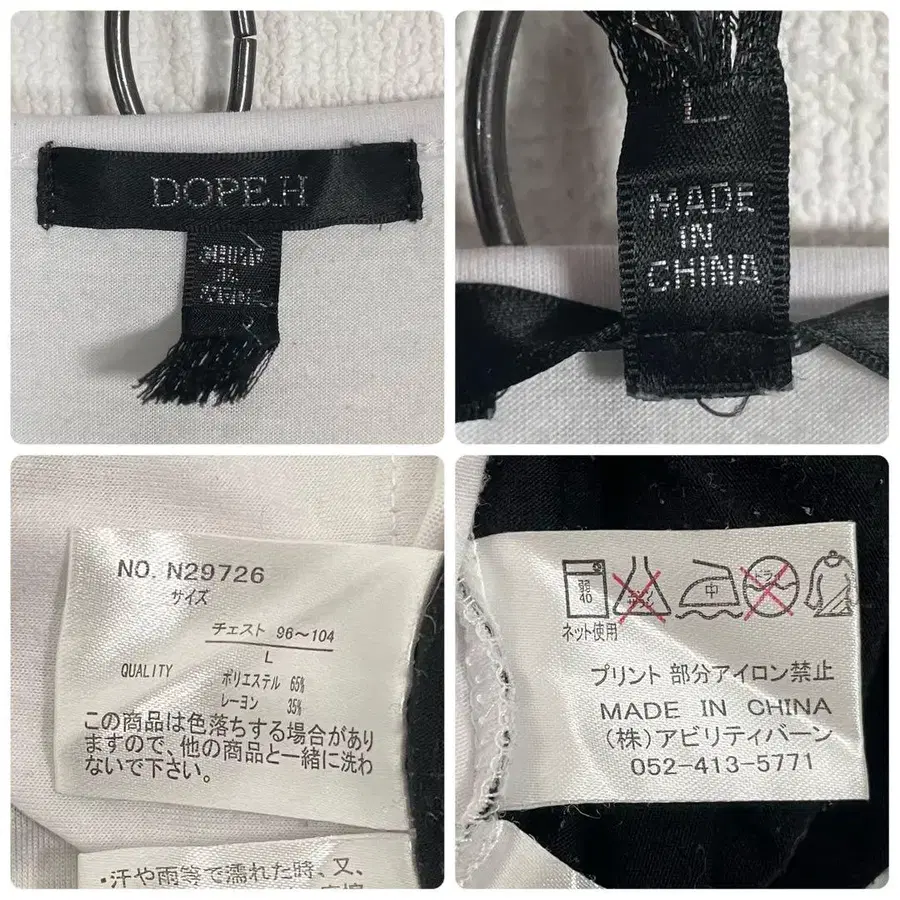 DOPE.H
L
MADE
IN
CHINA
NO. N29726
サイズ
チェスト 96〜104
L
QUALITY
ポリエステル 65%
レーヨン 35%
この商品は色落ちする場合があり
ますので、他の商品と一緒に洗わ
ないで下さい。
・汗や雨等で濡れた時、又、
弱
40
中
ネット使用
プリント 部分アイロン禁止
MADE IN CHINA
(株)アビリティバーン
052-413-5771